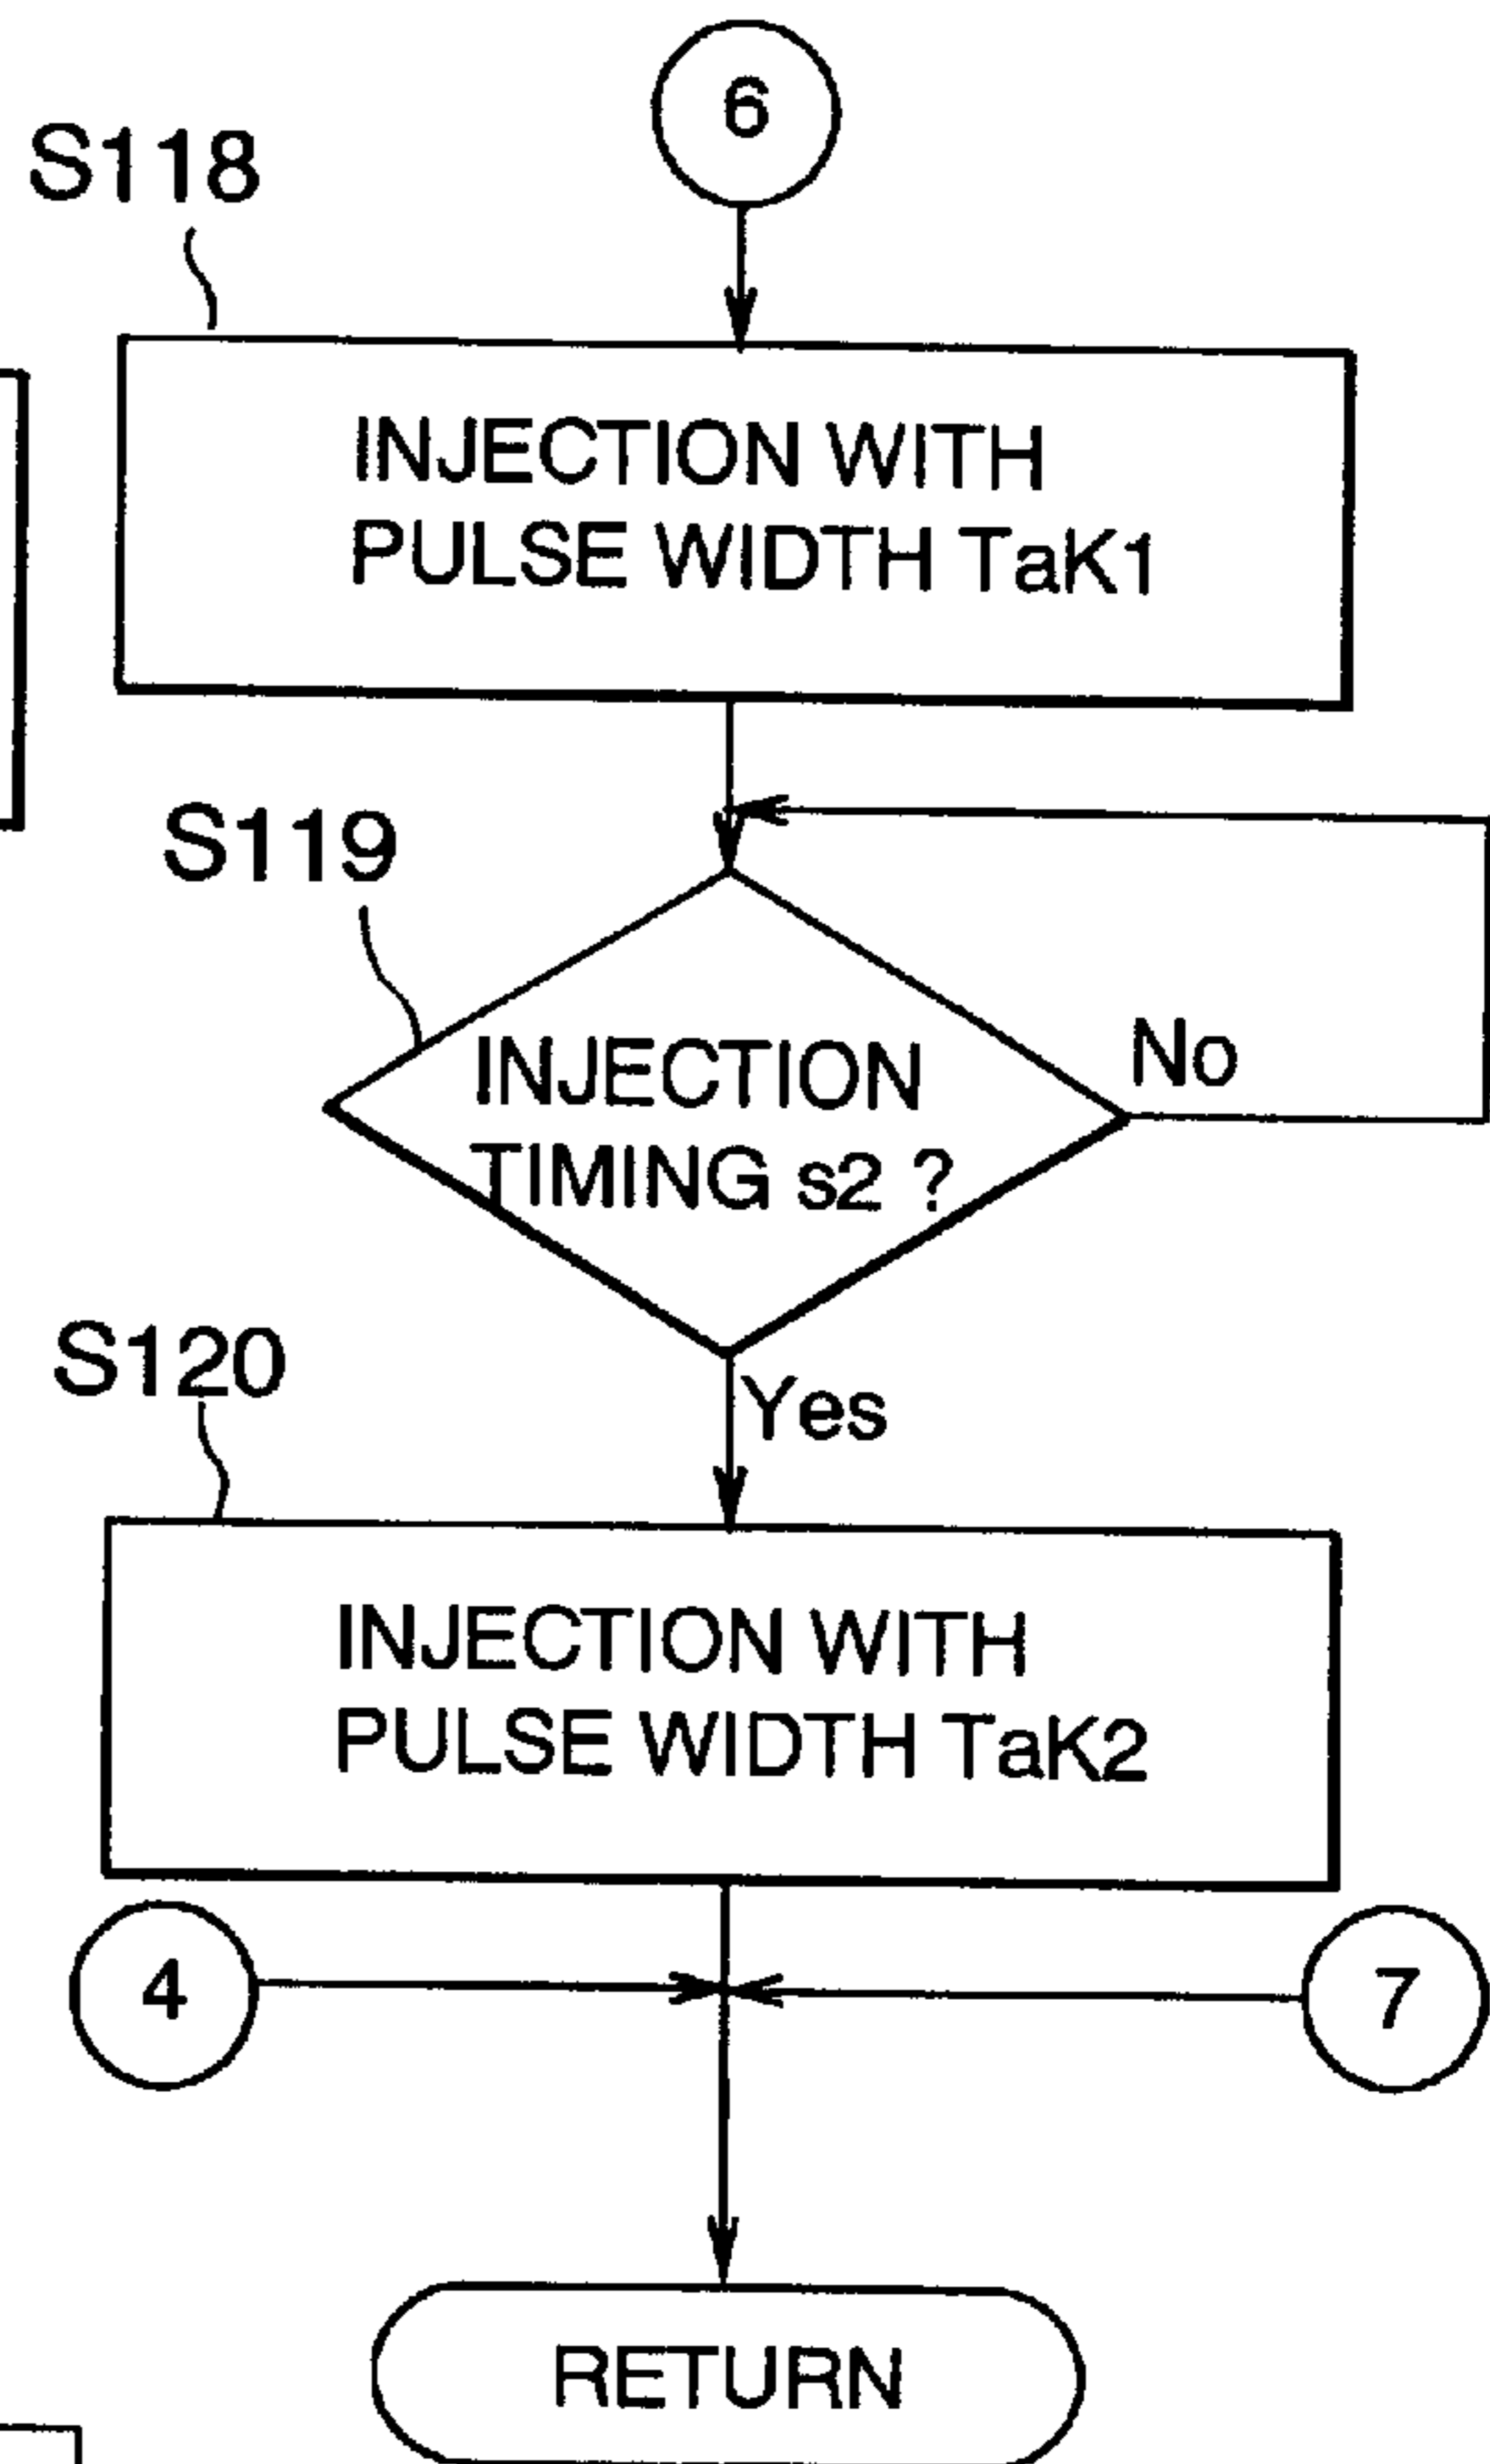 6
S118
INJECTION WITH
PULSE WIDTH TaK1
S119
INJECTION
TIMING s2 ?
No
Yes
S120
INJECTION WITH
PULSE WIDTH TaK2
4
7
RETURN